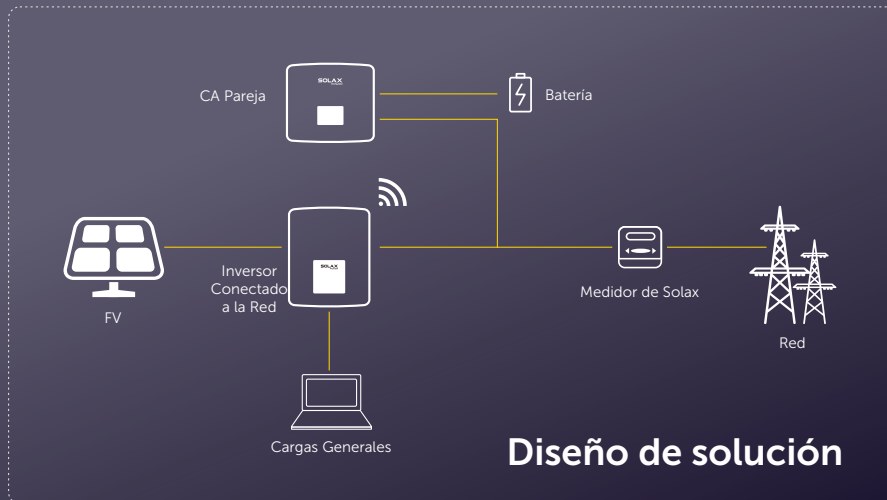 SOLAX
CA Pareja
Batería
SOLAX
Inversor
Conectado
a la Red
FV
Medidor de Solax
Red
Cargas Generales
Diseño de solución